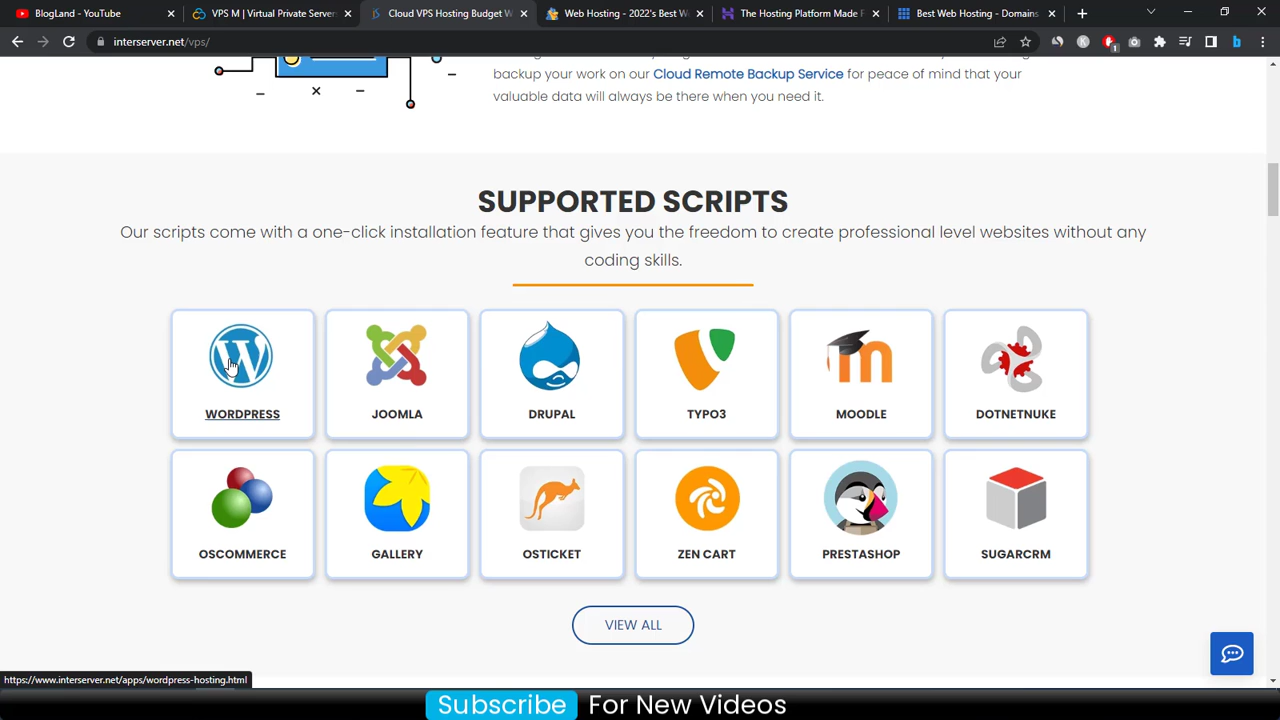 BlogLand - YouTube
VPS M | Virtual Private Server
Cloud VPS Hosting Budget W
Web Hosting - 2022's Best W
The Hosting Platform Made F
Best Web Hosting - Domains
interserver.net/vps/
backup your work on our Cloud Remote Backup Service for peace of mind that your
valuable data will always be there when you need it.
SUPPORTED SCRIPTS
Our scripts come with a one-click installation feature that gives you the freedom to create professional level websites without any
coding skills.
WORDPRESS
JOOMLA
DRUPAL
TYPO3
MOODLE
DOTNETNUKE
OSCOMMERCE
GALLERY
OSTICKET
ZEN CART
PRESTASHOP
SUGARCRM
VIEW ALL
https://www.interserver.net/apps/wordpress-hosting.html
Subscribe For New Videos